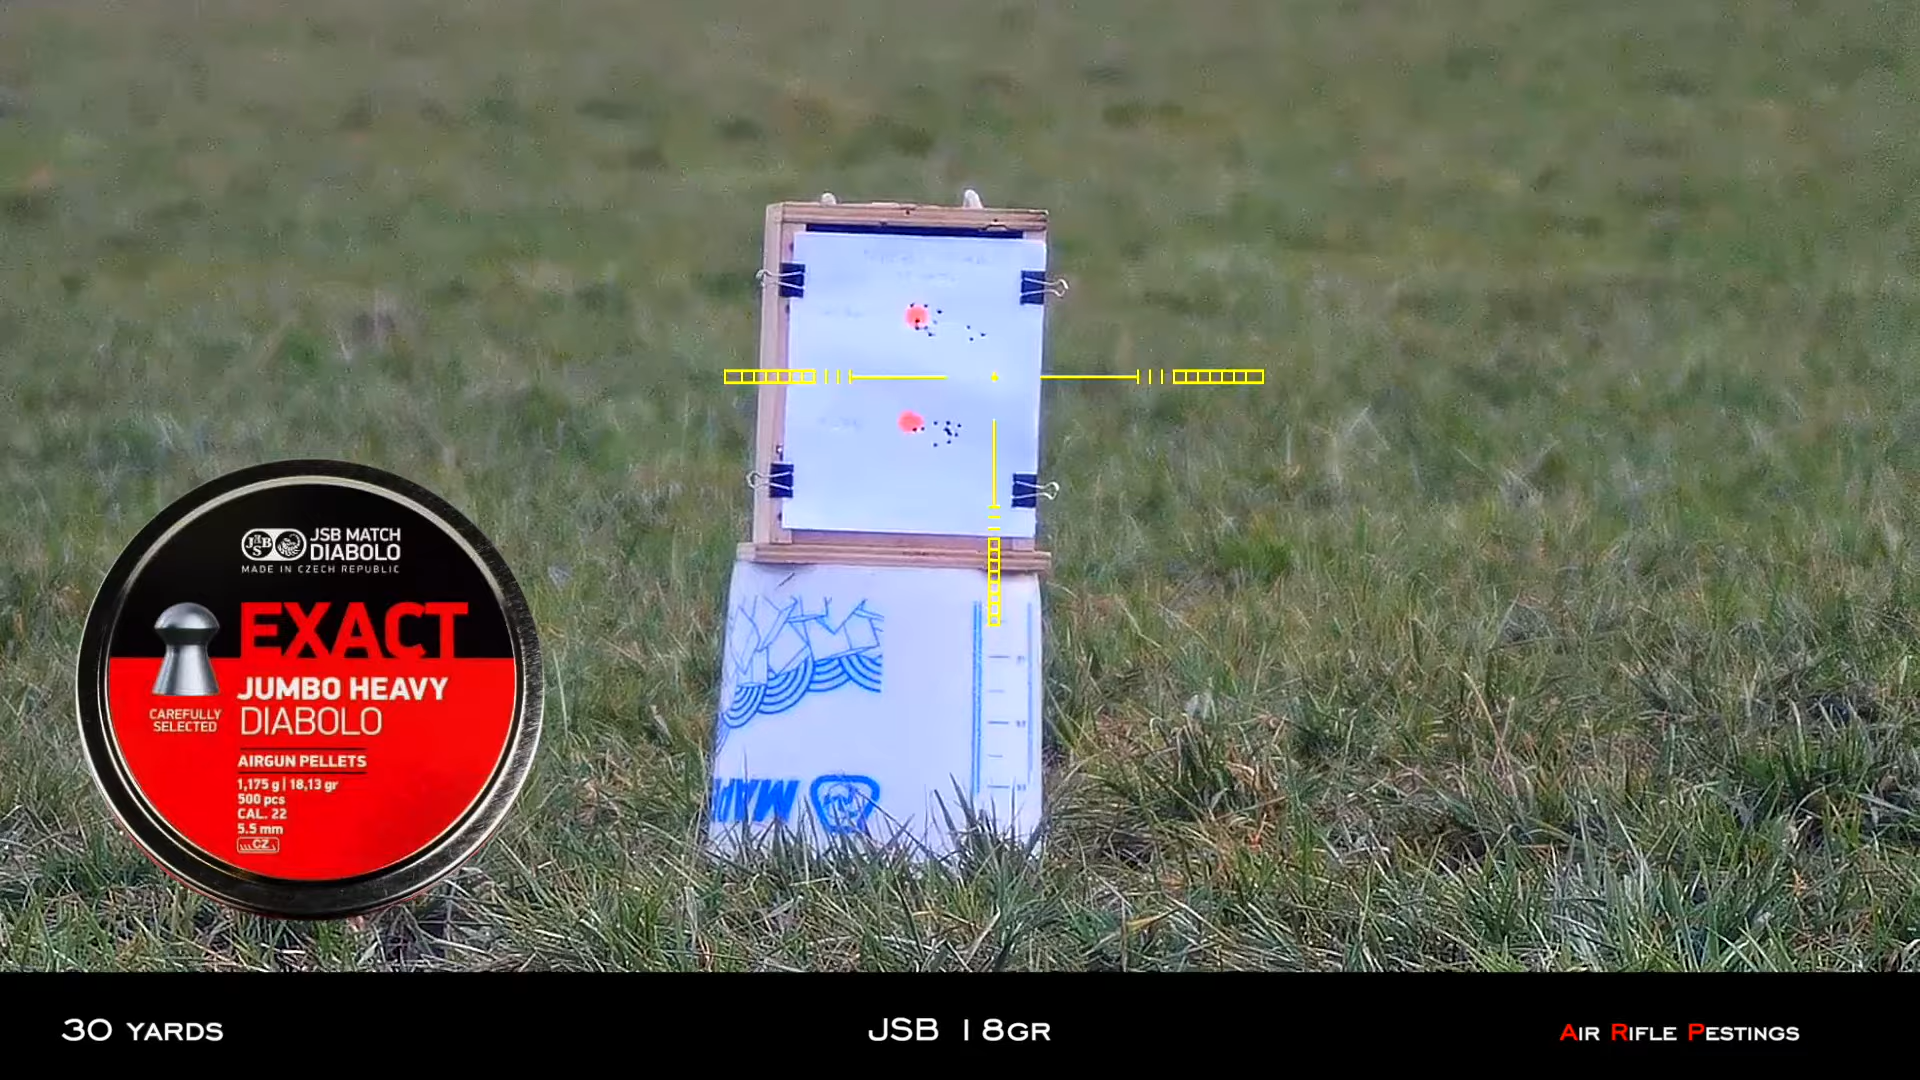 JSB
JSB MATCH
DIABOLO
MADE IN CZECH REPUBLIC
EXACT
JUMBO HEAVY
DIABOLO
CAREFULLY
SELECTED
AIRGUN PELLETS
1,175 g | 18,13 gr
500 pcs
CAL. 22
5.5 mm
CZ
30 YARDS
JSB 18GR
AIR RIFLE PESTINGS